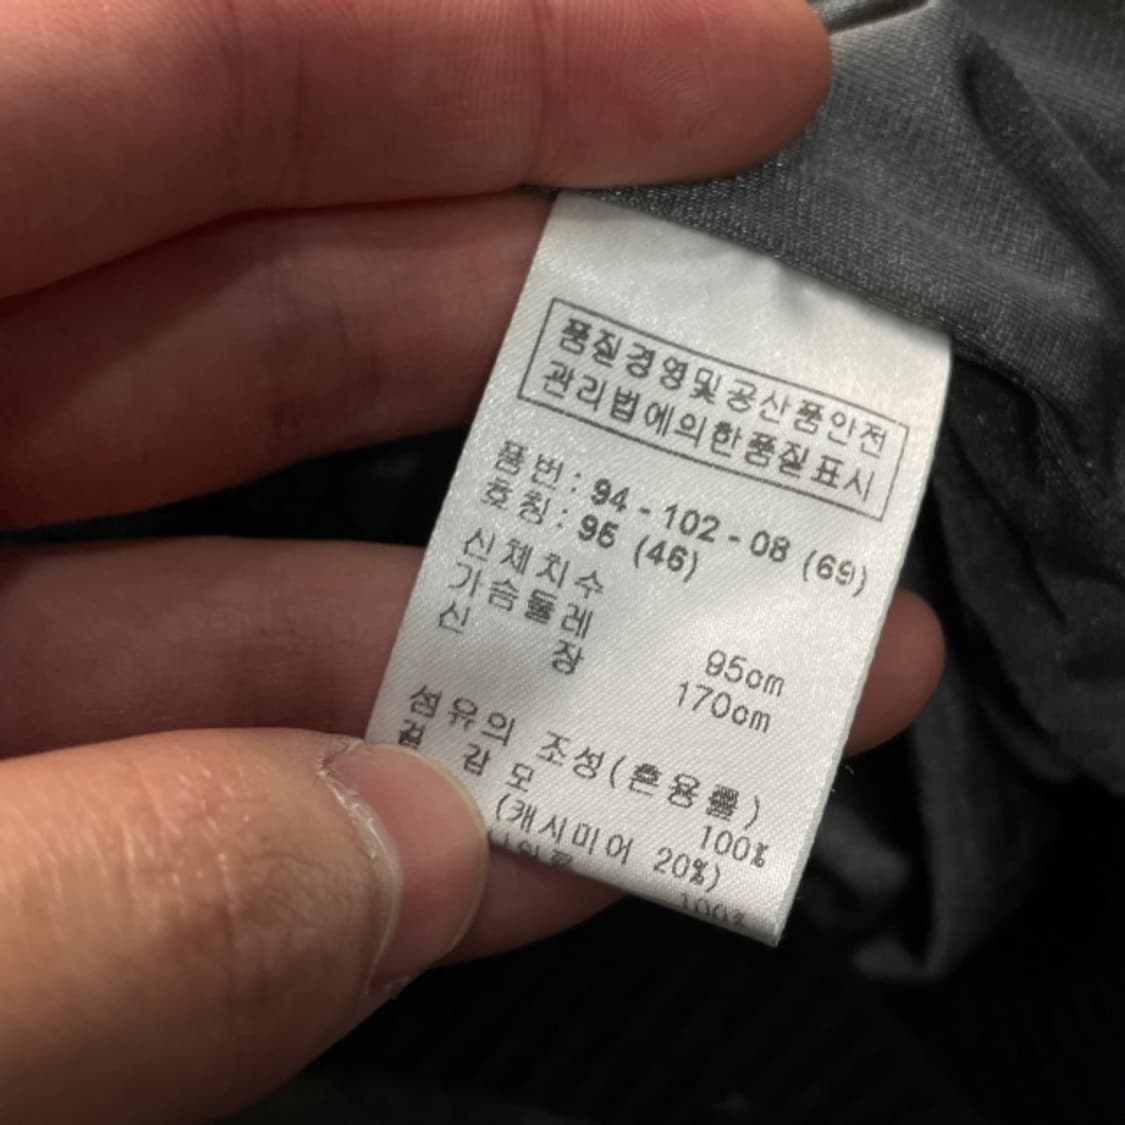 품질경영및공산품안전
관리법에의한품질표시
품번 : 94 - 102 - 08 (69)
호칭 : 95 (46)
신체치수
가슴둘레 95cm
신 장 170cm
섬유의 조성(혼용률)
겉감 모 100%
(캐시미어 20%)
100%